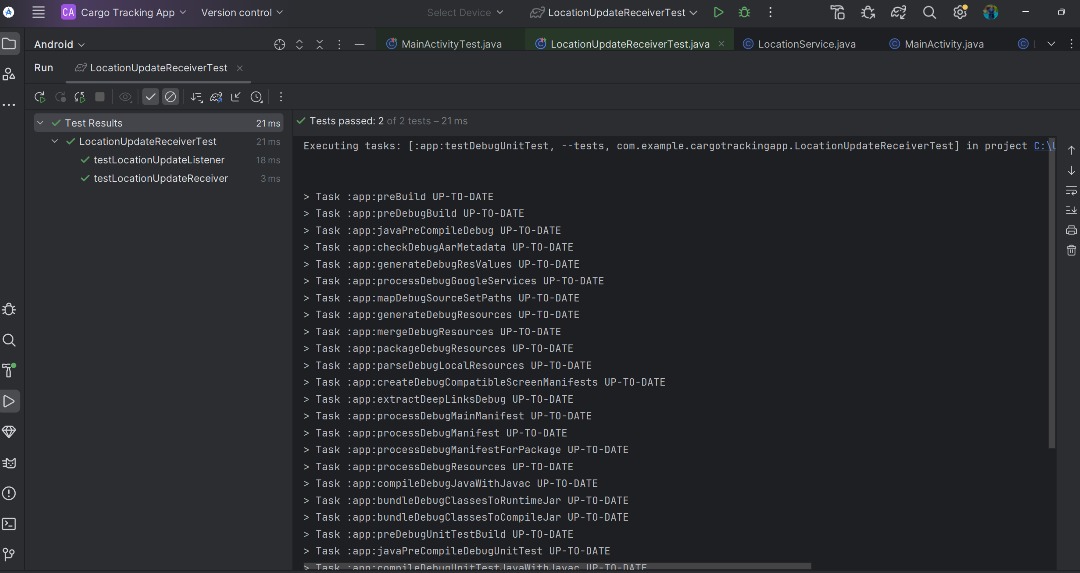 CA Cargo Tracking App Version control Select Device LocationUpdateReceiverTest
Android MainActivityTest.java LocationUpdateReceiverTest.java LocationService.java MainActivity.java
Run LocationUpdateReceiverTest
Test Results 21 ms
LocationUpdateReceiverTest 21 ms
testLocationUpdateListener 18 ms
testLocationUpdateReceiver 3 ms
Tests passed: 2 of 2 tests – 21 ms
Executing tasks: [:app:testDebugUnitTest, --tests, com.example.cargotrackingapp.LocationUpdateReceiverTest] in project C:\U
> Task :app:preBuild UP-TO-DATE
> Task :app:preDebugBuild UP-TO-DATE
> Task :app:javaPreCompileDebug UP-TO-DATE
> Task :app:checkDebugAarMetadata UP-TO-DATE
> Task :app:generateDebugResValues UP-TO-DATE
> Task :app:processDebugGoogleServices UP-TO-DATE
> Task :app:mapDebugSourceSetPaths UP-TO-DATE
> Task :app:generateDebugResources UP-TO-DATE
> Task :app:mergeDebugResources UP-TO-DATE
> Task :app:packageDebugResources UP-TO-DATE
> Task :app:parseDebugLocalResources UP-TO-DATE
> Task :app:createDebugCompatibleScreenManifests UP-TO-DATE
> Task :app:extractDeepLinksDebug UP-TO-DATE
> Task :app:processDebugMainManifest UP-TO-DATE
> Task :app:processDebugManifest UP-TO-DATE
> Task :app:processDebugManifestForPackage UP-TO-DATE
> Task :app:processDebugResources UP-TO-DATE
> Task :app:compileDebugJavaWithJavac UP-TO-DATE
> Task :app:bundleDebugClassesToRuntimeJar UP-TO-DATE
> Task :app:bundleDebugClassesToCompileJar UP-TO-DATE
> Task :app:preDebugUnitTestBuild UP-TO-DATE
> Task :app:javaPreCompileDebugUnitTest UP-TO-DATE
> Task :app:compileDebugUnitTestJavaWithJavac UP-TO-DATE